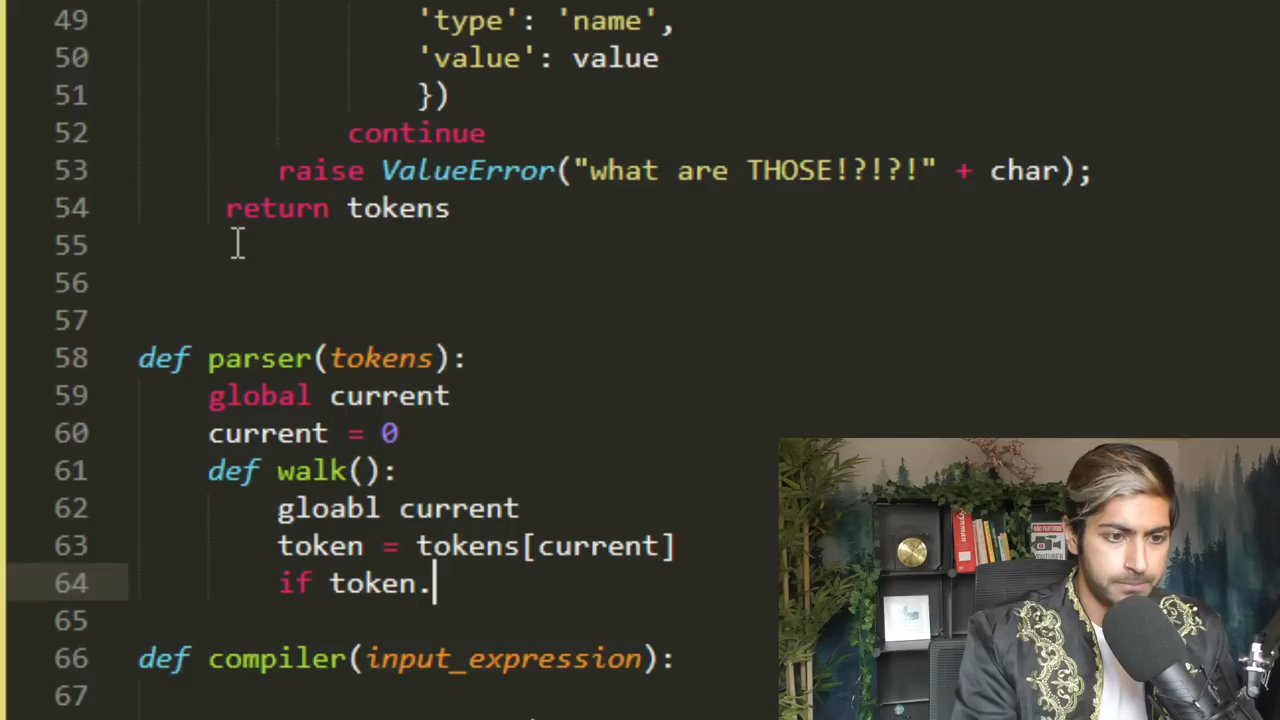 49 'type': 'name',
50 'value': value
51 })
52 continue
53 raise ValueError("what are THOSE!?!?!" + char);
54 return tokens
55
56
57
58 def parser(tokens):
59 global current
60 current = 0
61 def walk():
62 gloabl current
63 token = tokens[current]
64 if token.
65
66 def compiler(input_expression):
67